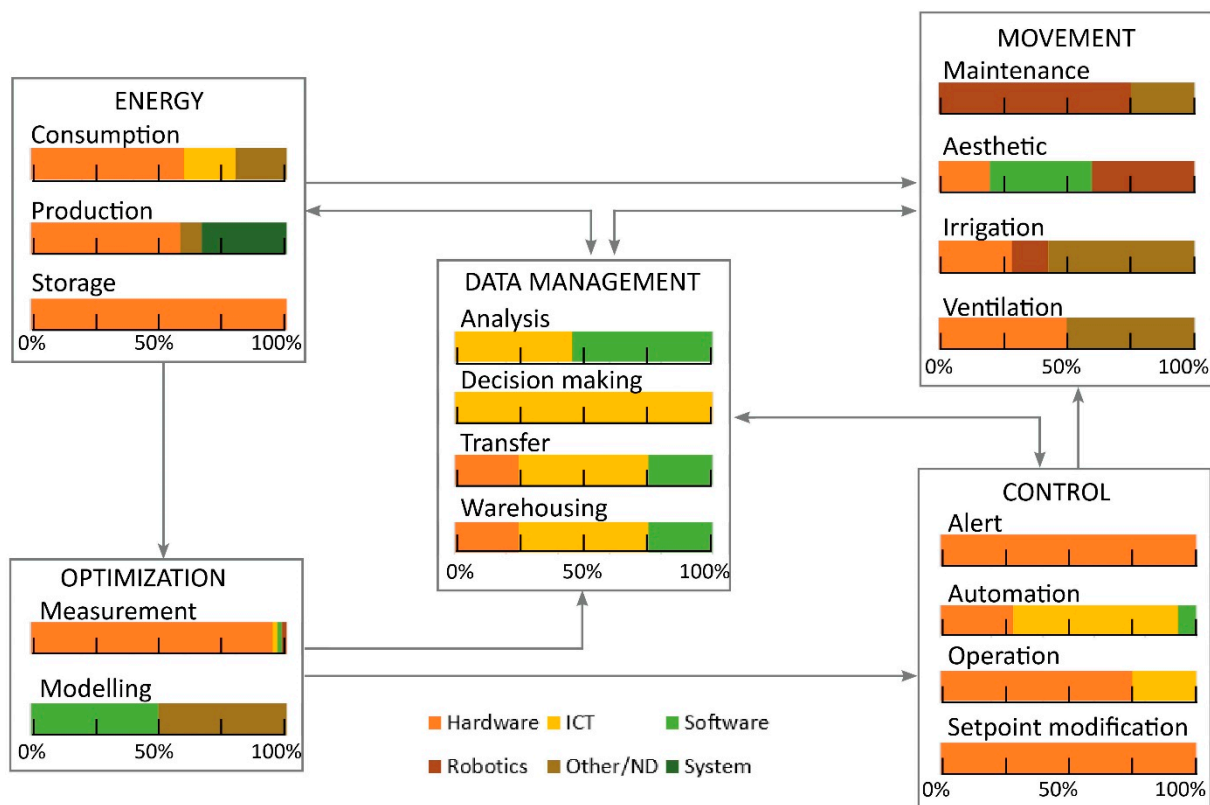 ENERGY
Consumption
Production
Storage
0% 50% 100%
MOVEMENT
Maintenance
Aesthetic
Irrigation
Ventilation
0% 50% 100%
DATA MANAGEMENT
Analysis
Decision making
Transfer
Warehousing
0% 50% 100%
OPTIMIZATION
Measurement
Modelling
0% 50% 100%
CONTROL
Alert
Automation
Operation
Setpoint modification
0% 50% 100%
Hardware ICT Software
Robotics Other/ND System